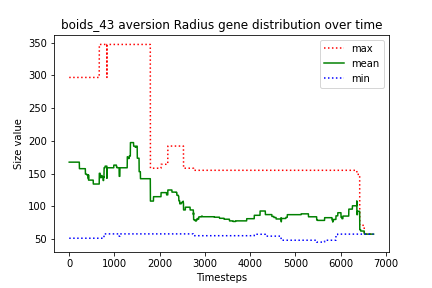 boids_43 aversion Radius gene distribution over time
max
mean
min
Size value
350
300
250
200
150
100
50
0
1000
2000
3000
4000
5000
6000
7000
Timesteps